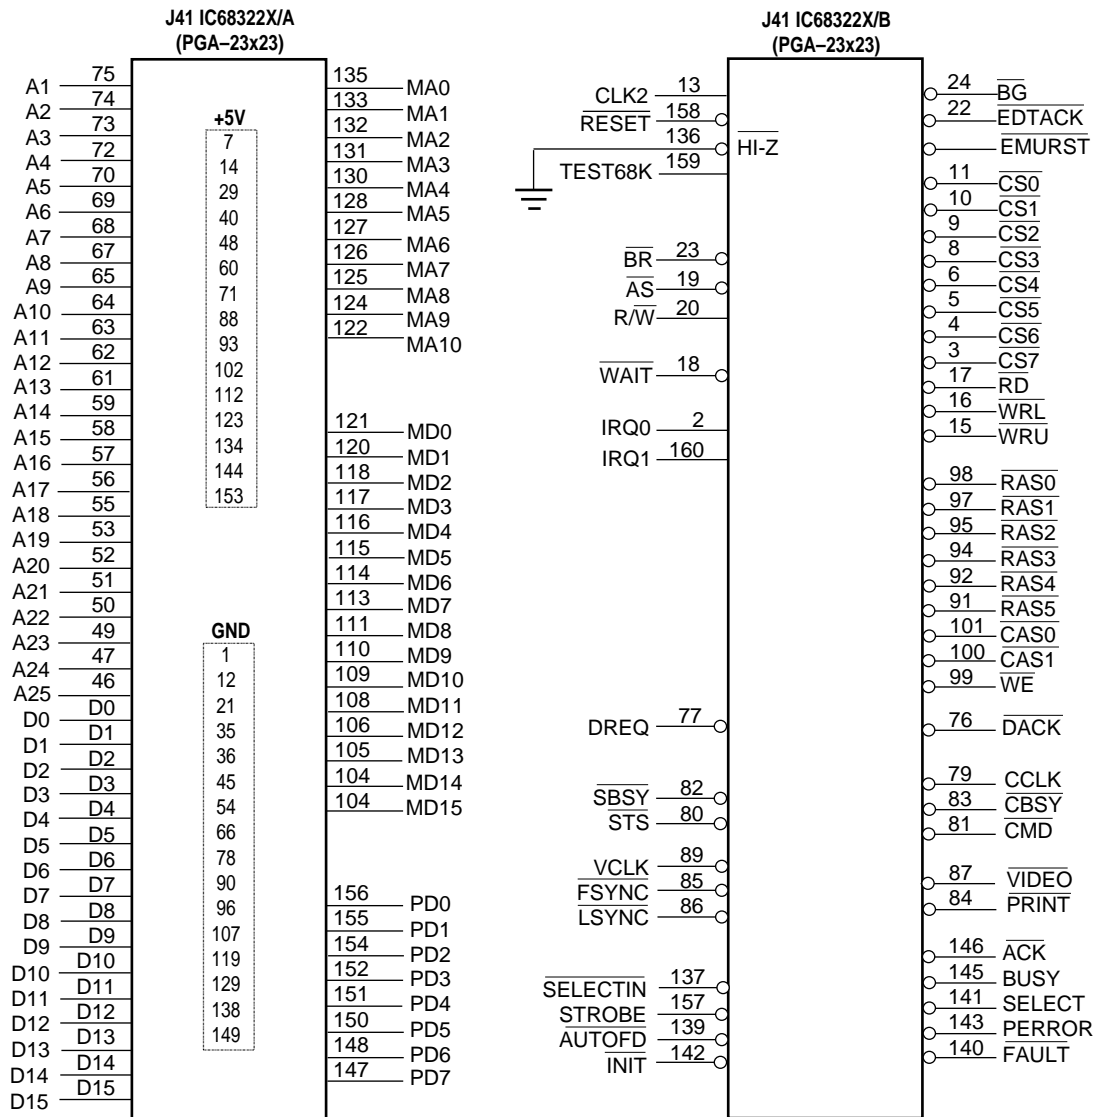 J41 IC68322X/A
(PGA–23x23)
75
A1
74
A2
73
A3
72
A4
70
A5
69
A6
68
A7
67
A8
65
A9
64
A10
63
A11
62
A12
61
A13
59
A14
58
A15
57
A16
56
A17
55
A18
53
A19
52
A20
51
A21
50
A22
49
A23
47
A24
46
A25
D0
D0
D1
D1
D2
D2
D3
D3
D4
D4
D5
D5
D6
D6
D7
D7
D8
D8
D9
D9
D10
D10
D11
D11
D12
D12
D13
D13
D14
D14
D15
D15
+5V
7
14
29
40
48
60
71
88
93
102
112
123
134
144
153
GND
1
12
21
35
36
45
54
66
78
90
96
107
119
129
138
149
135
MA0
133
MA1
132
MA2
131
MA3
130
MA4
128
MA5
127
MA6
126
MA7
125
MA8
124
MA9
122
MA10
121
MD0
120
MD1
118
MD2
117
MD3
116
MD4
115
MD5
114
MD6
113
MD7
111
MD8
110
MD9
109
MD10
108
MD11
106
MD12
105
MD13
104
MD14
104
MD15
156
PD0
155
PD1
154
PD2
152
PD3
151
PD4
150
PD5
148
PD6
147
PD7
J41 IC68322X/B
(PGA–23x23)
CLK2 13
RESET 158
136 HI-Z
TEST68K 159
BR 23
AS 19
R/W 20
WAIT 18
IRQ0 2
IRQ1 160
DREQ 77
SBSY 82
STS 80
VCLK 89
FSYNC 85
LSYNC 86
SELECTIN 137
STROBE 157
AUTOFD 139
INIT 142
24 BG
22 EDTACK
EMURST
11 CS0
10 CS1
9 CS2
8 CS3
6 CS4
5 CS5
4 CS6
3 CS7
17 RD
16 WRL
15 WRU
98 RAS0
97 RAS1
95 RAS2
94 RAS3
92 RAS4
91 RAS5
101 CAS0
100 CAS1
99 WE
76 DACK
79 CCLK
83 CBSY
81 CMD
87 VIDEO
84 PRINT
146 ACK
145 BUSY
141 SELECT
143 PERROR
140 FAULT